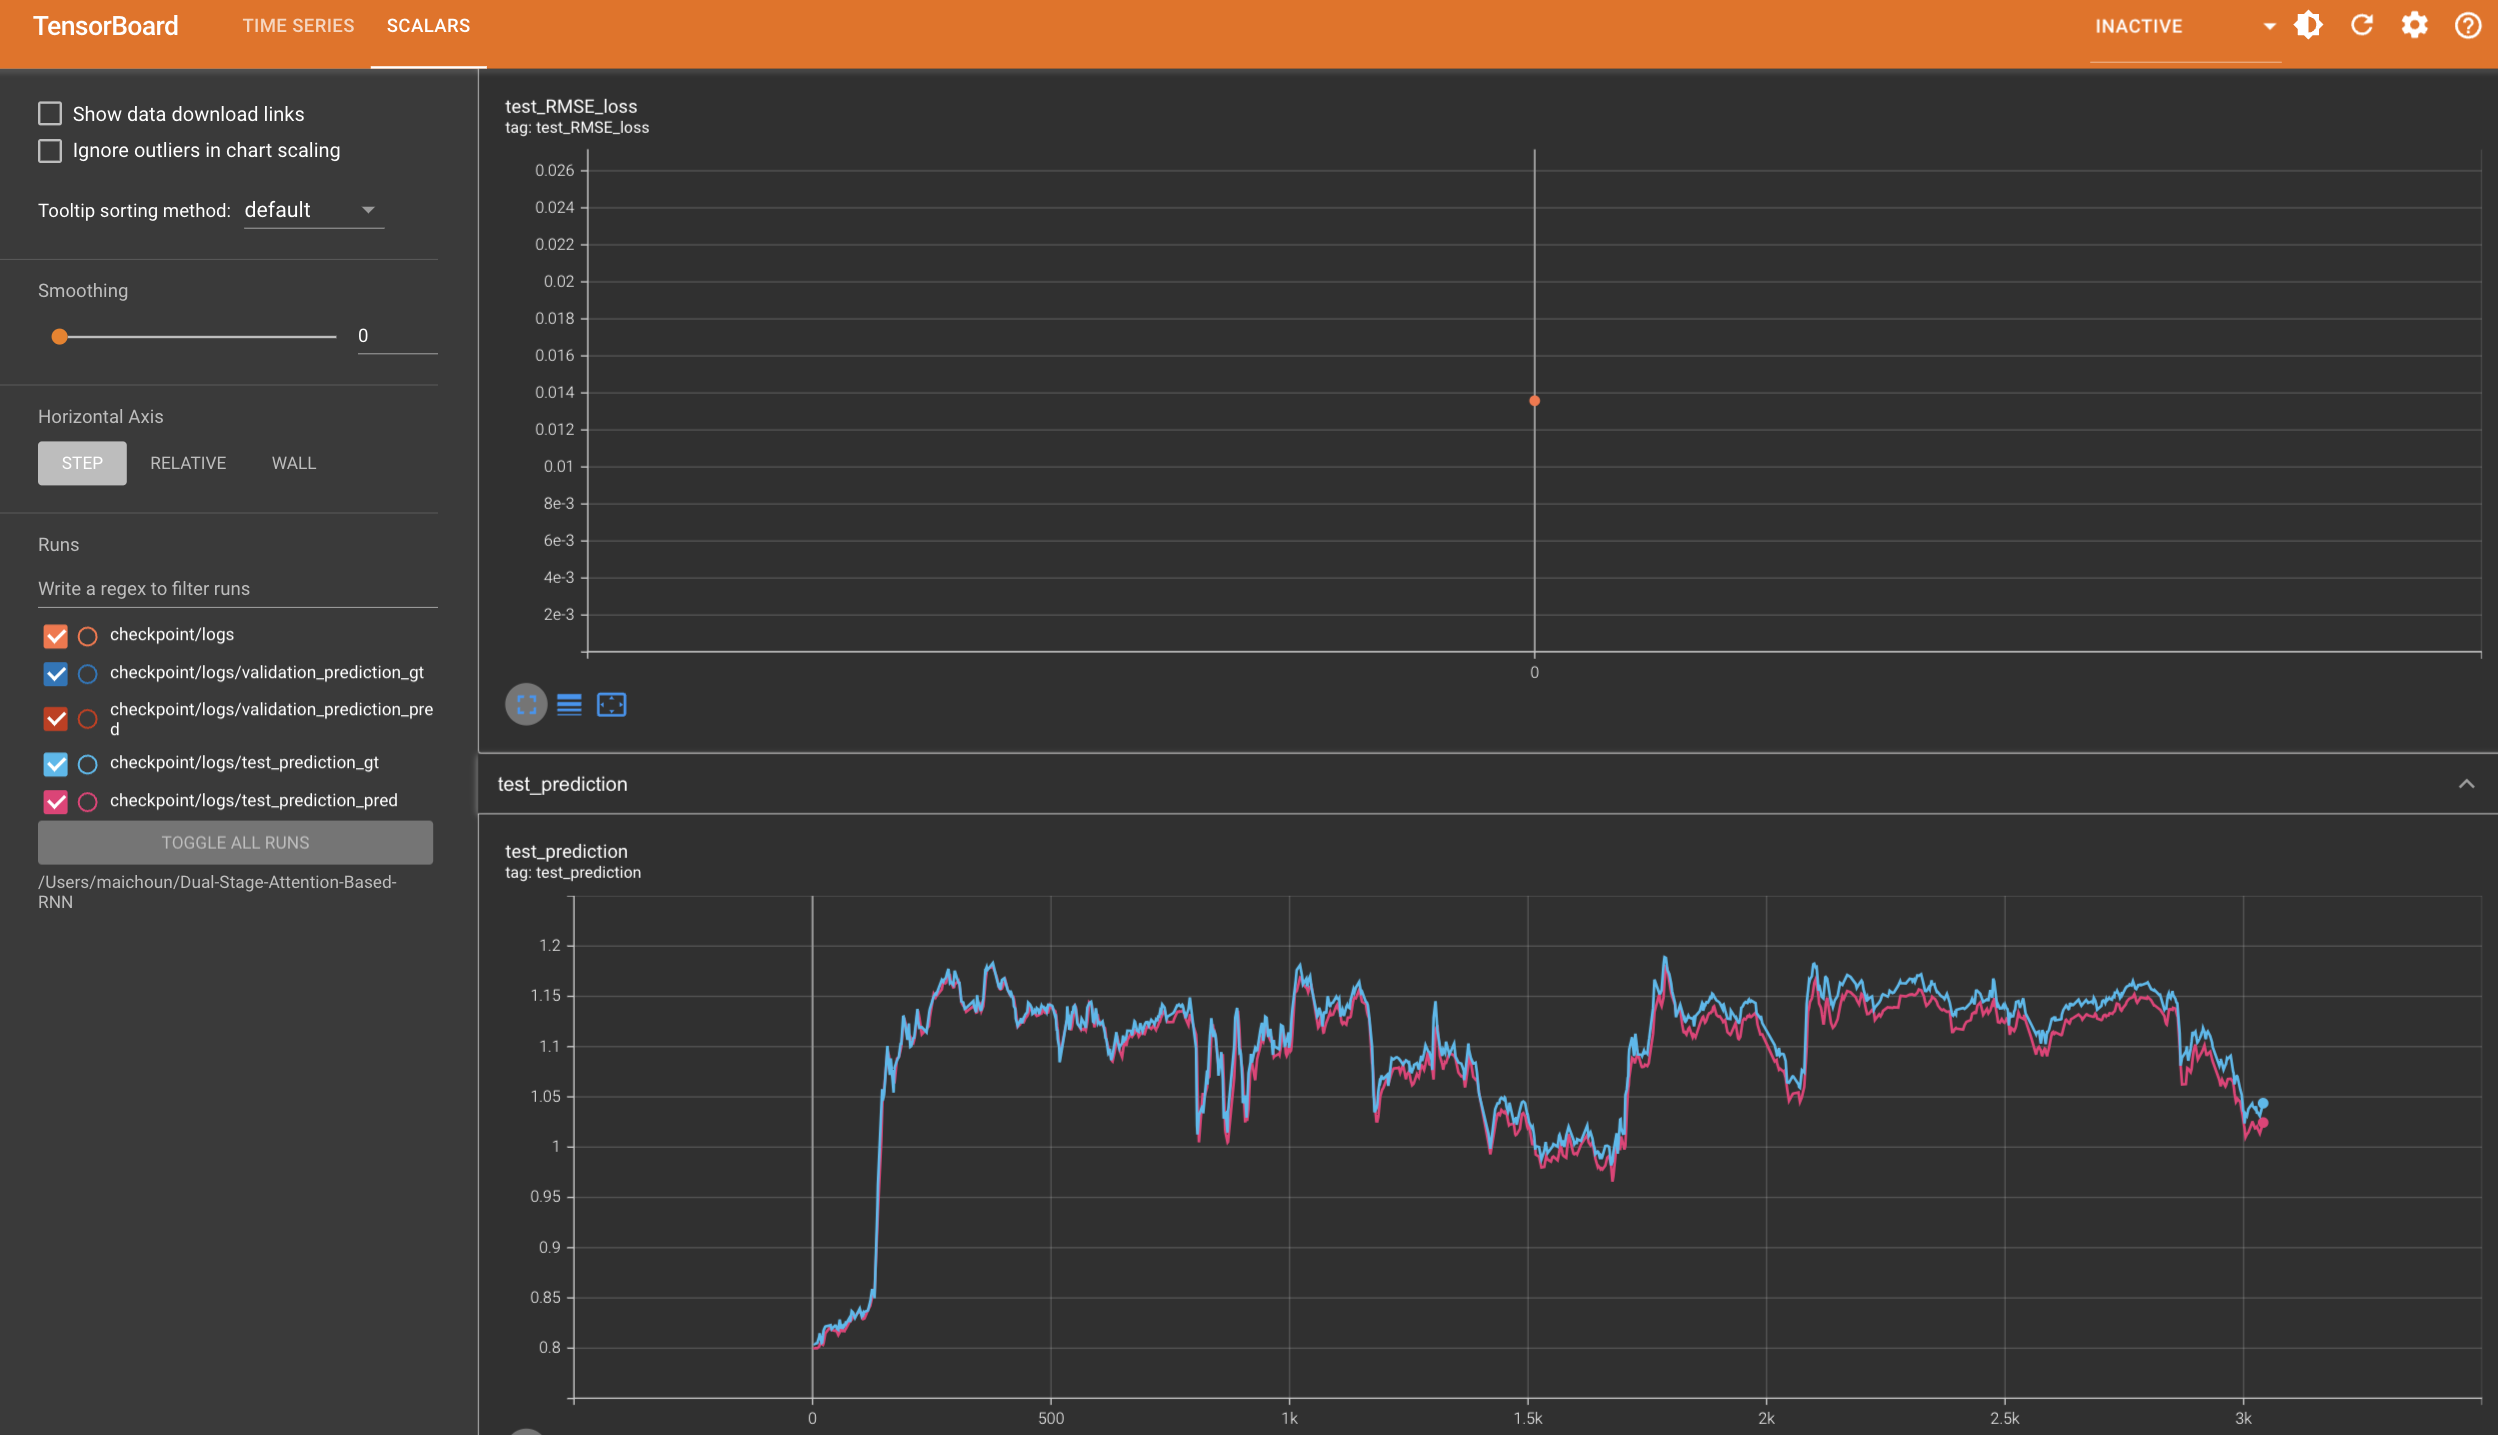 TensorBoard
TIME SERIES
SCALARS
INACTIVE
Show data download links
Ignore outliers in chart scaling
Tooltip sorting method: default
Smoothing
0
Horizontal Axis
STEP
RELATIVE
WALL
Runs
Write a regex to filter runs
checkpoint/logs
checkpoint/logs/validation_prediction_gt
checkpoint/logs/validation_prediction_pre
d
checkpoint/logs/test_prediction_gt
checkpoint/logs/test_prediction_pred
TOGGLE ALL RUNS
/Users/maichoun/Dual-Stage-Attention-Based-
RNN
test_RMSE_loss
tag: test_RMSE_loss
0.026
0.024
0.022
0.02
0.018
0.016
0.014
0.012
0.01
8e-3
6e-3
4e-3
2e-3
0
test_prediction
test_prediction
tag: test_prediction
1.2
1.15
1.1
1.05
1
0.95
0.9
0.85
0.8
0
500
1k
1.5k
2k
2.5k
3k